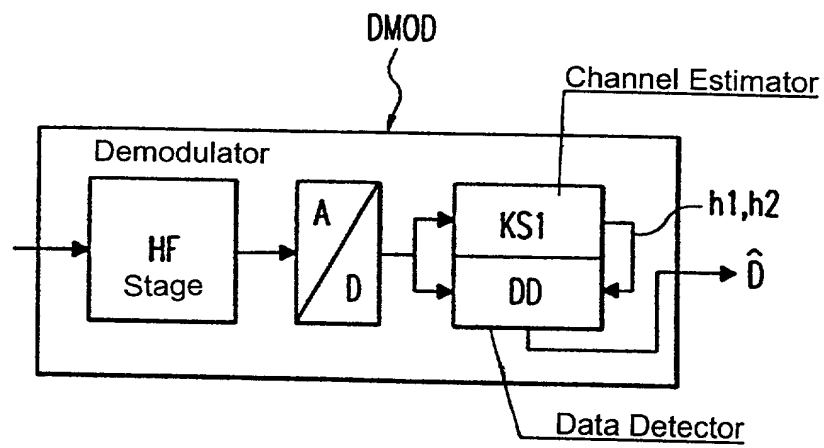 DMOD
Channel Estimator
Demodulator
HF
Stage
A
D
KS1
DD
h1,h2
D̂
Data Detector